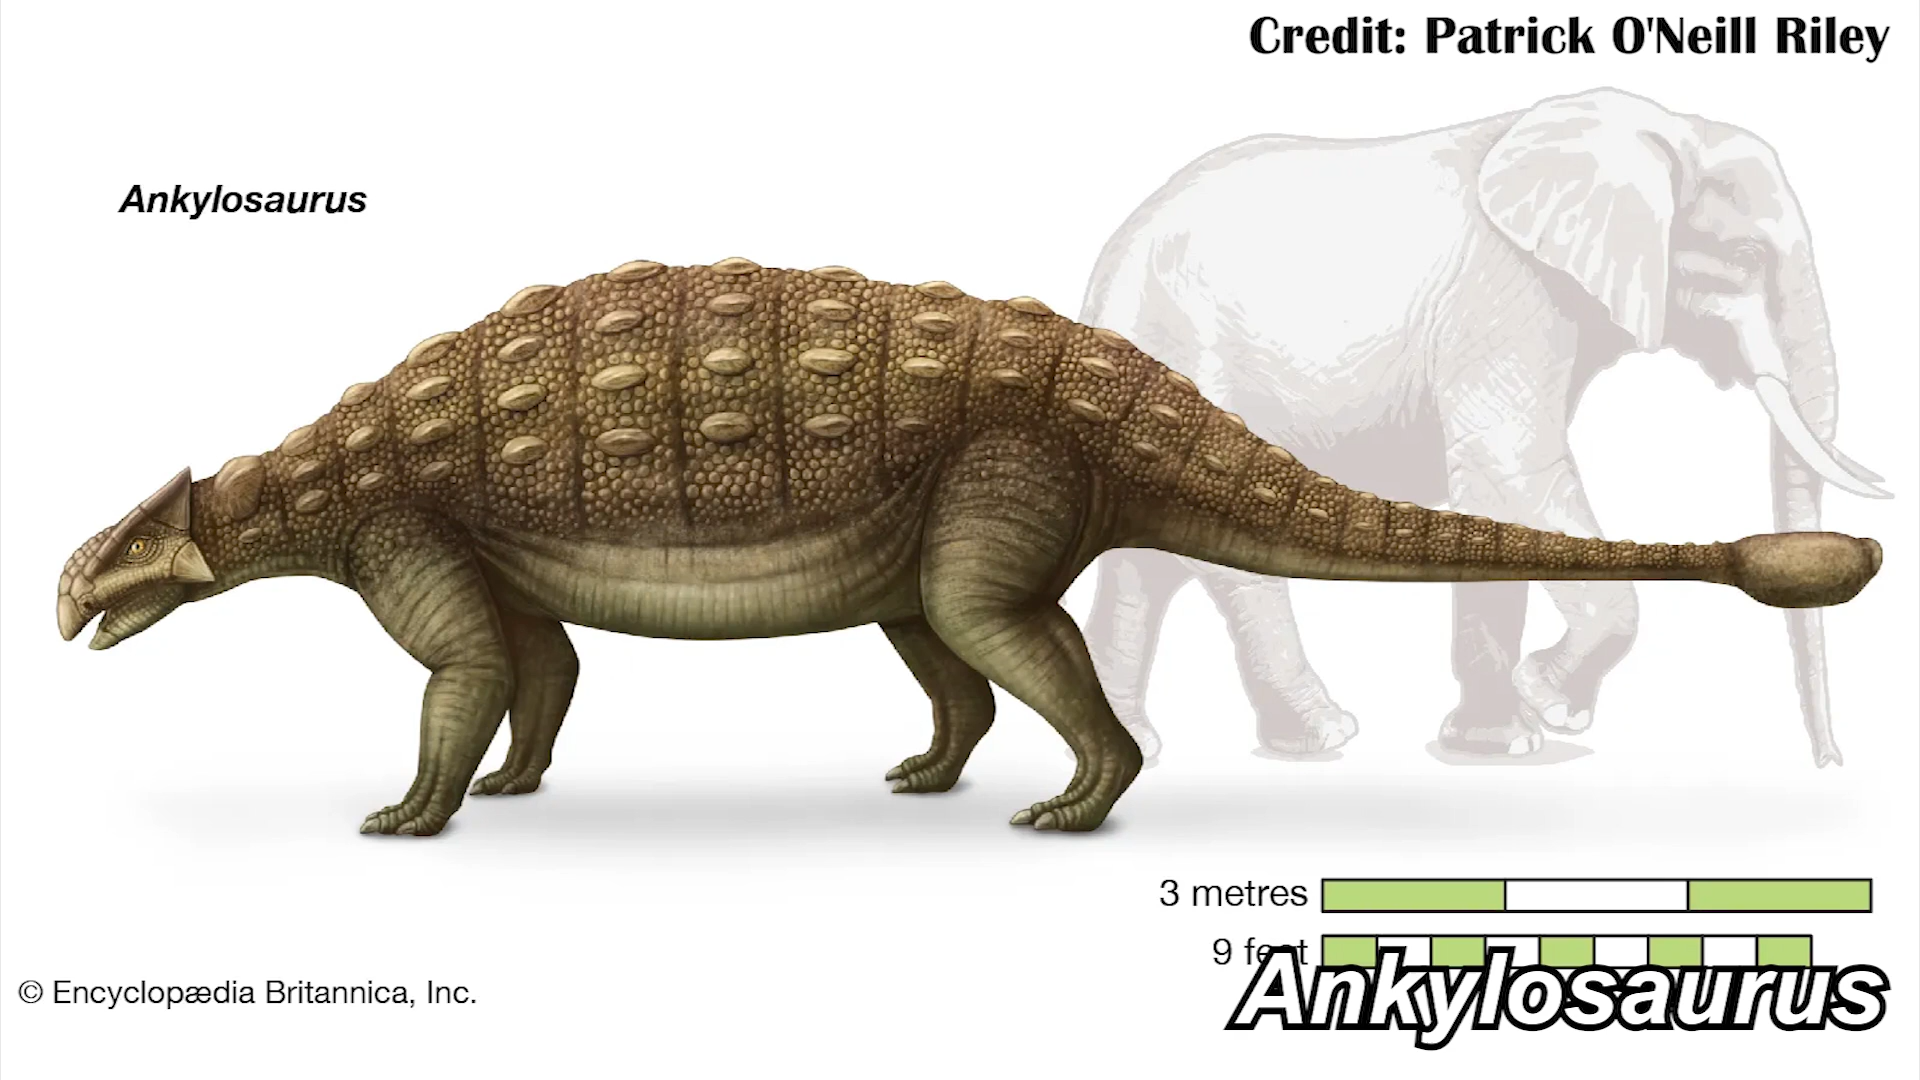 Credit: Patrick O'Neill Riley
Ankylosaurus
3 metres
9 feet
Ankylosaurus
© Encyclopædia Britannica, Inc.